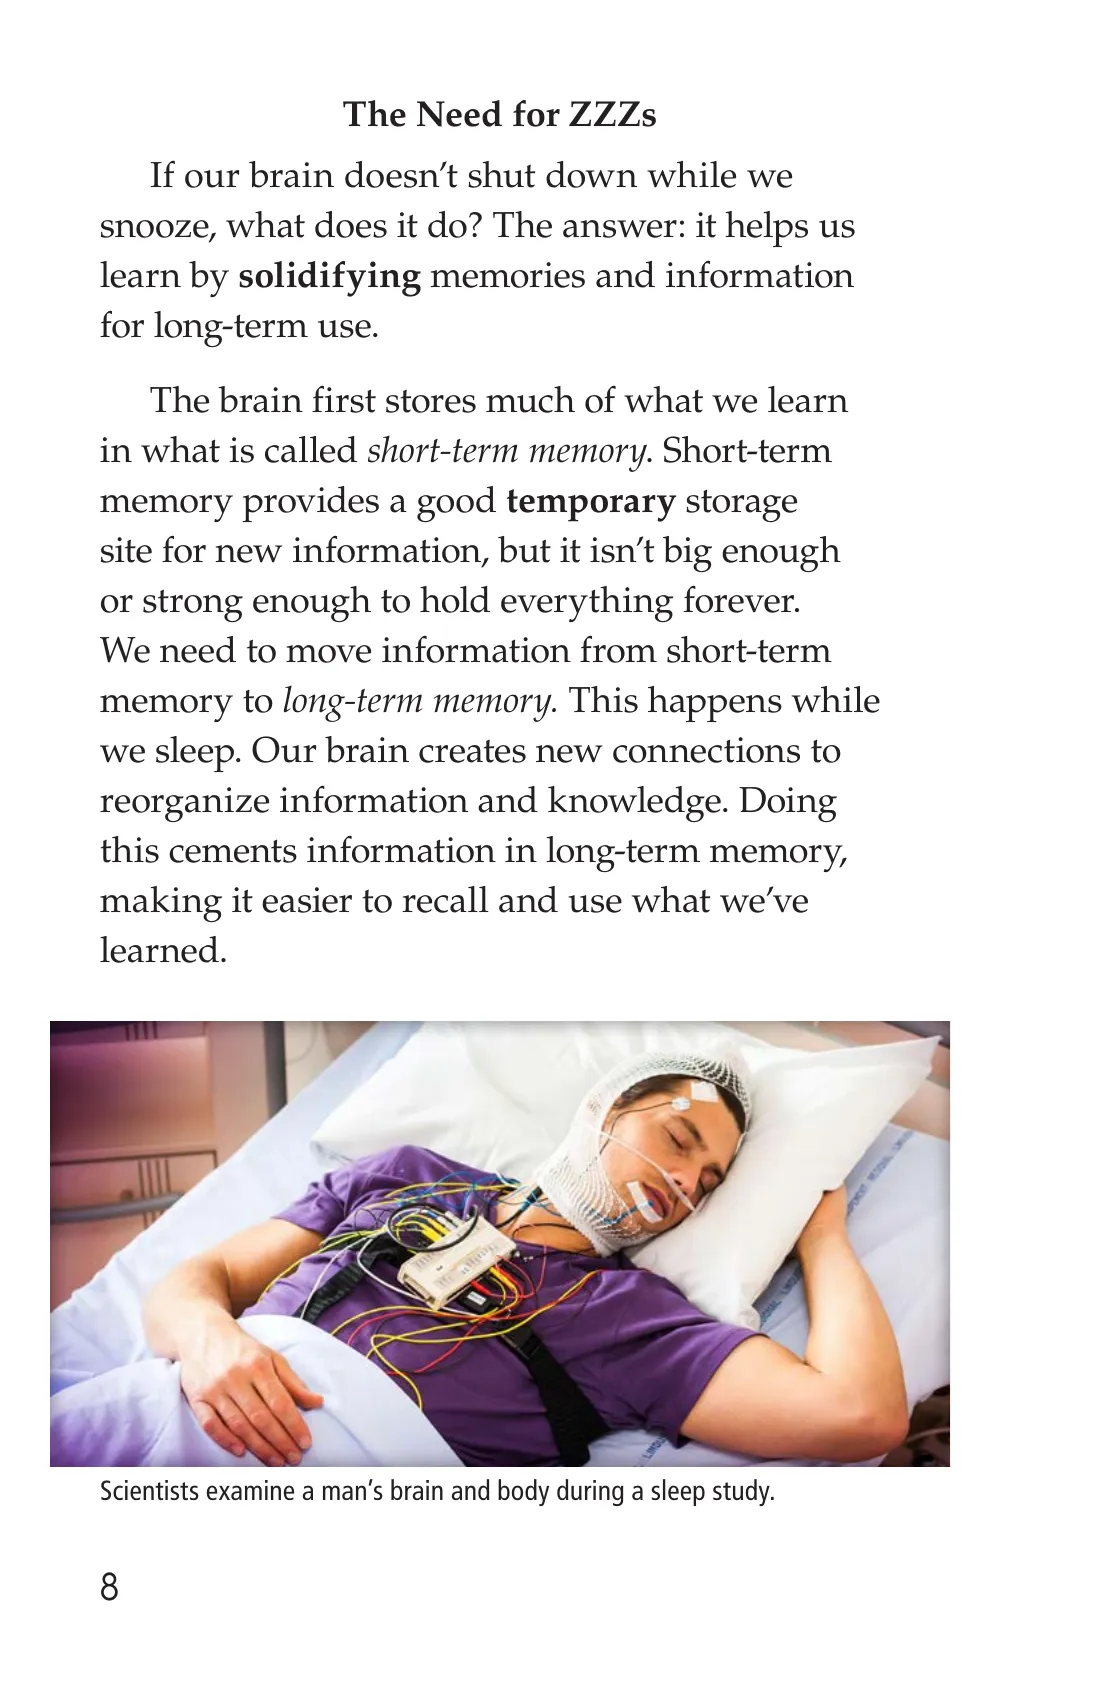 The Need for ZZZs
If our brain doesn’t shut down while we
snooze, what does it do? The answer: it helps us
learn by solidifying memories and information
for long-term use.
The brain first stores much of what we learn
in what is called short-term memory. Short-term
memory provides a good temporary storage
site for new information, but it isn’t big enough
or strong enough to hold everything forever.
We need to move information from short-term
memory to long-term memory. This happens while
we sleep. Our brain creates new connections to
reorganize information and knowledge. Doing
this cements information in long-term memory,
making it easier to recall and use what we’ve
learned.
Scientists examine a man’s brain and body during a sleep study.
8